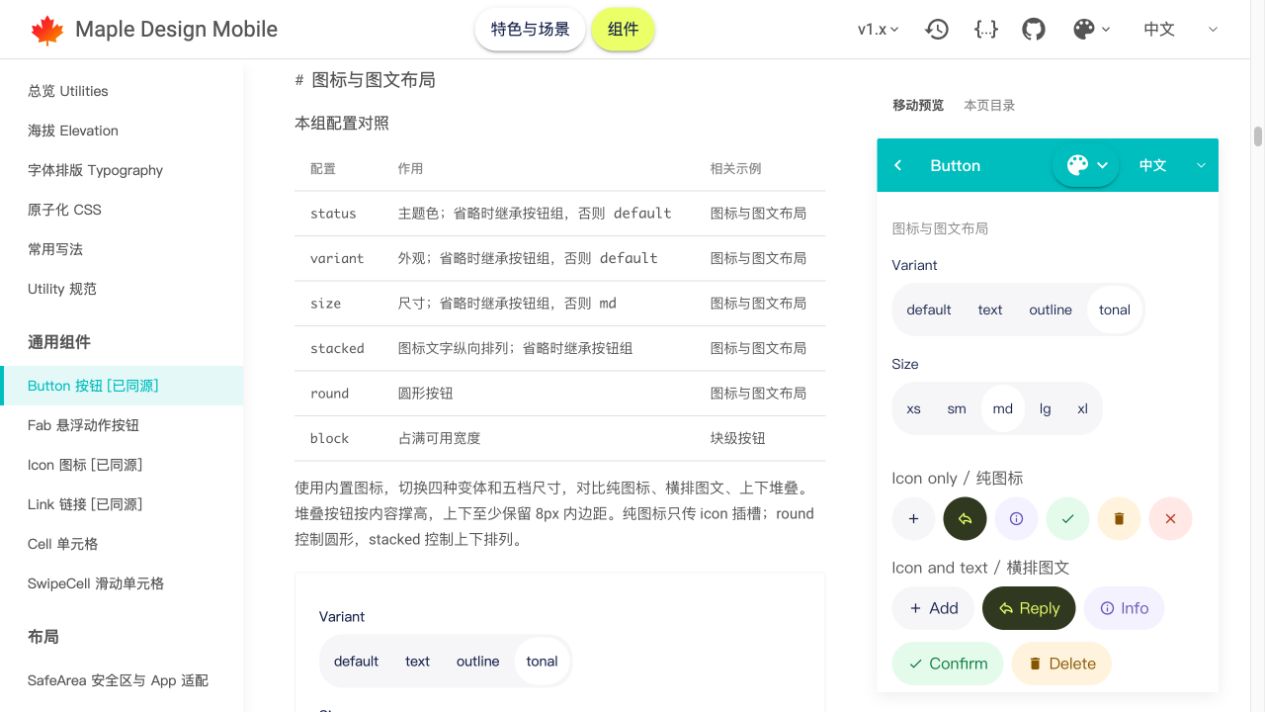 Maple Design Mobile
特色与场景
组件
v1.x
{..}
中文
总览 Utilities
海拔 Elevation
字体排版 Typography
原子化 CSS
常用写法
Utility 规范
通用组件
Button 按钮 [已同源]
Fab 悬浮动作按钮
Icon 图标 [已同源]
Link 链接 [已同源]
Cell 单元格
SwipeCell 滑动单元格
布局
SafeArea 安全区与 App 适配
# 图标与图文布局
本组配置对照
配置 作用 相关示例
status 主题色；省略时继承按钮组，否则 default 图标与图文布局
variant 外观；省略时继承按钮组，否则 default 图标与图文布局
size 尺寸；省略时继承按钮组，否则 md 图标与图文布局
stacked 图标文字纵向排列；省略时继承按钮组 图标与图文布局
round 圆形按钮 图标与图文布局
block 占满可用宽度 块级按钮
使用内置图标，切换四种变体和五档尺寸，对比纯图标、横排图文、上下堆叠。
堆叠按钮按内容撑高，上下至少保留 8px 内边距。纯图标只传 icon 插槽；round
控制圆形，stacked 控制上下排列。
Variant
default text outline tonal
移动预览 本页目录
Button 中文
图标与图文布局
Variant
default text outline tonal
Size
xs sm md lg xl
Icon only / 纯图标
Icon and text / 横排图文
Add Reply Info
Confirm Delete